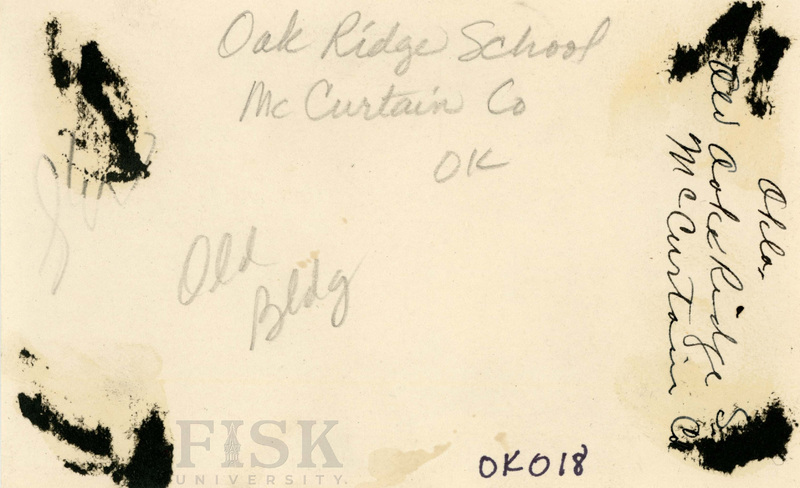 Oak Ridge School
McCurtain Co
OK
Old
Bldg
Okla.
Old Oak Ridge S
McCurtain Co
OK018
FISK
UNIVERSITY.